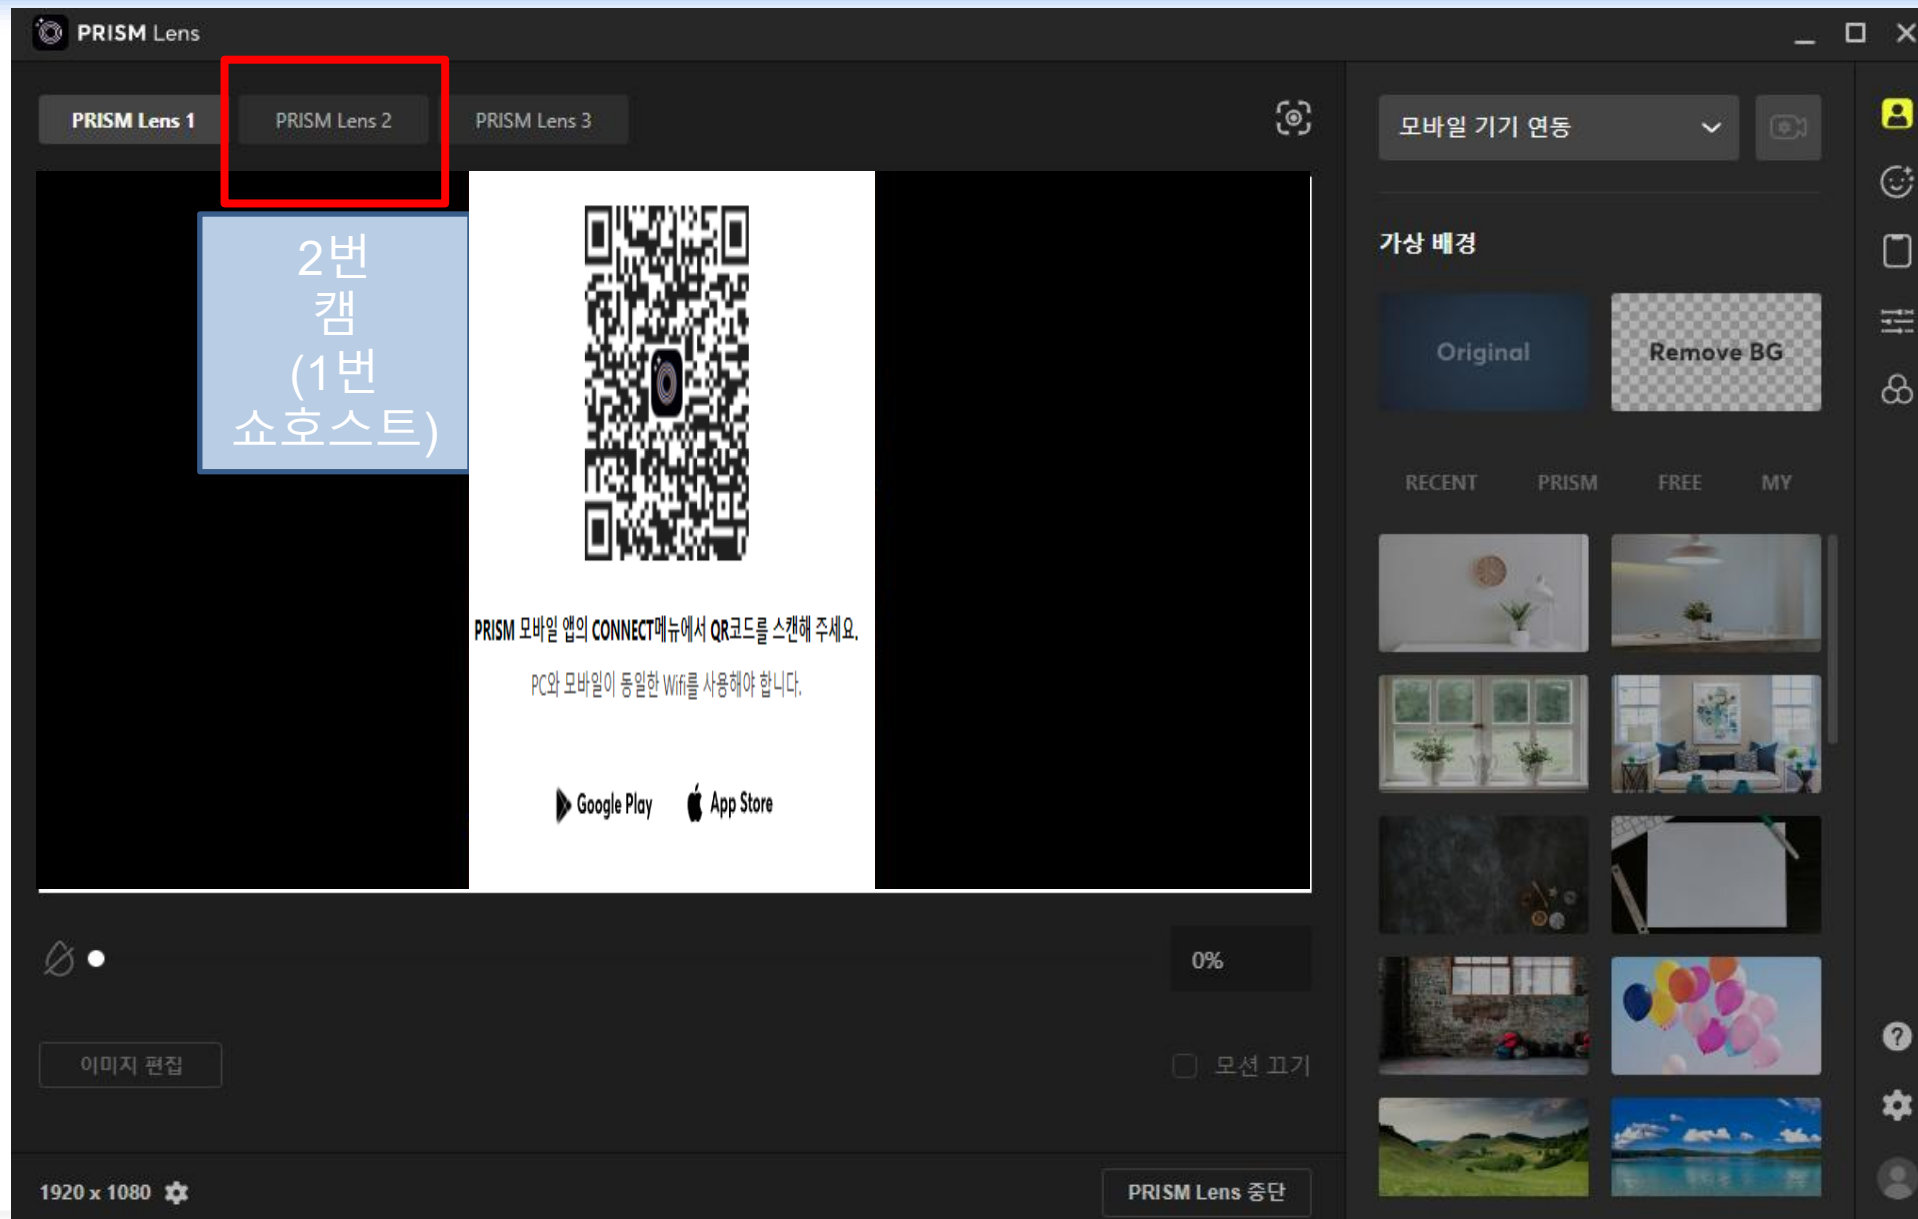 PRISM Lens
PRISM Lens 1
PRISM Lens 2
PRISM Lens 3
2번
캠
(1번
쇼호스트)
PRISM 모바일 앱의 CONNECT메뉴에서 QR코드를 스캔해 주세요.
PC와 모바일이 동일한 Wifi를 사용해야 합니다.
Google Play
App Store
0%
이미지 편집
모션 끄기
1920 x 1080
PRISM Lens 중단
모바일 기기 연동
가상 배경
Original
Remove BG
RECENT
PRISM
FREE
MY